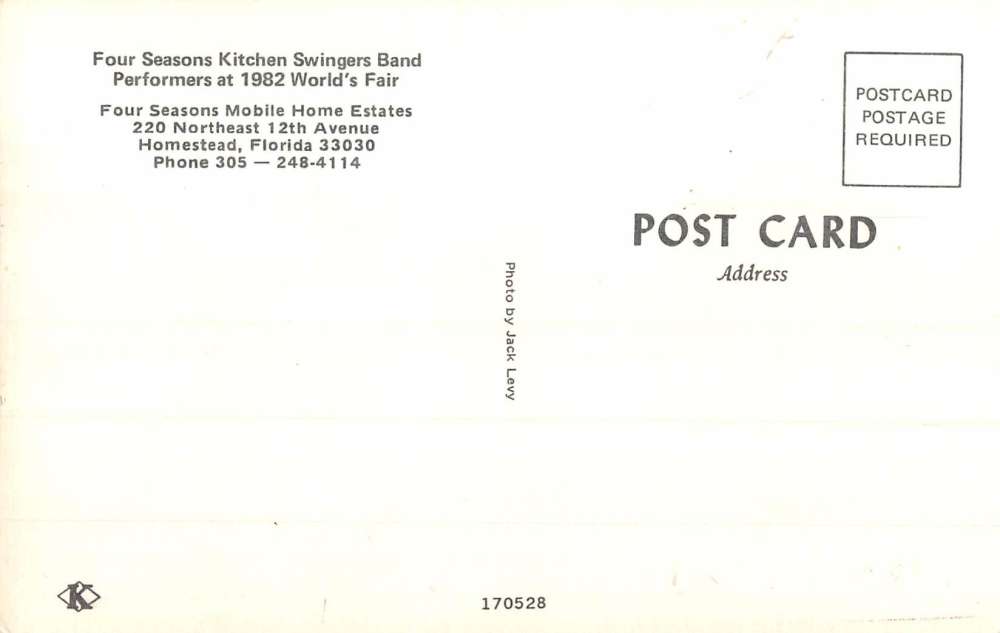 Four Seasons Kitchen Swingers Band
Performers at 1982 World's Fair
Four Seasons Mobile Home Estates
220 Northeast 12th Avenue
Homestead, Florida 33030
Phone 305 — 248-4114
POSTCARD
POSTAGE
REQUIRED
POST CARD
Address
Photo by Jack Levy
K
170528